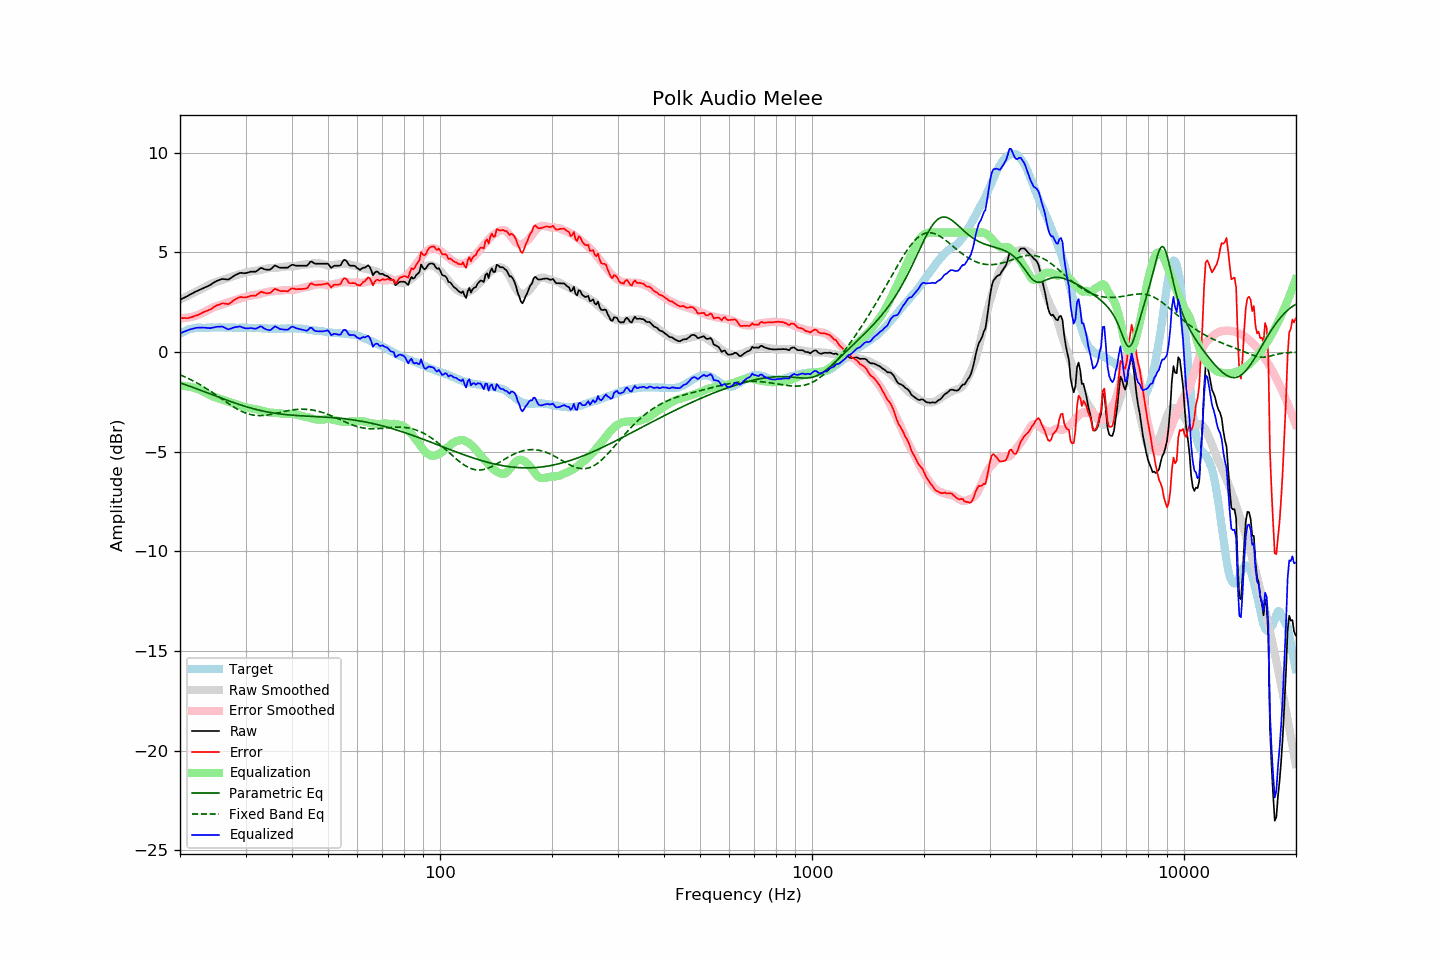 Polk Audio Melee
Amplitude (dBr)
10
5
0
−5
−10
−15
−20
−25
Target
Raw Smoothed
Error Smoothed
Raw
Error
Equalization
Parametric Eq
Fixed Band Eq
Equalized
100
1000
10000
Frequency (Hz)